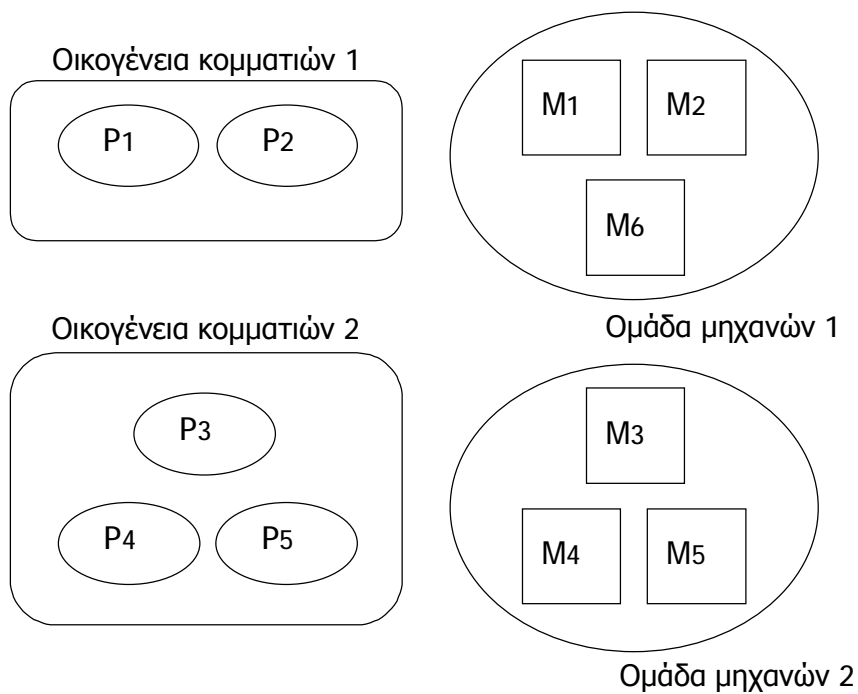 Οικογένεια κομματιών 1
P1 P2
M1 M2
M6
Ομάδα μηχανών 1
Οικογένεια κομματιών 2
P3
P4 P5
M3
M4 M5
Ομάδα μηχανών 2